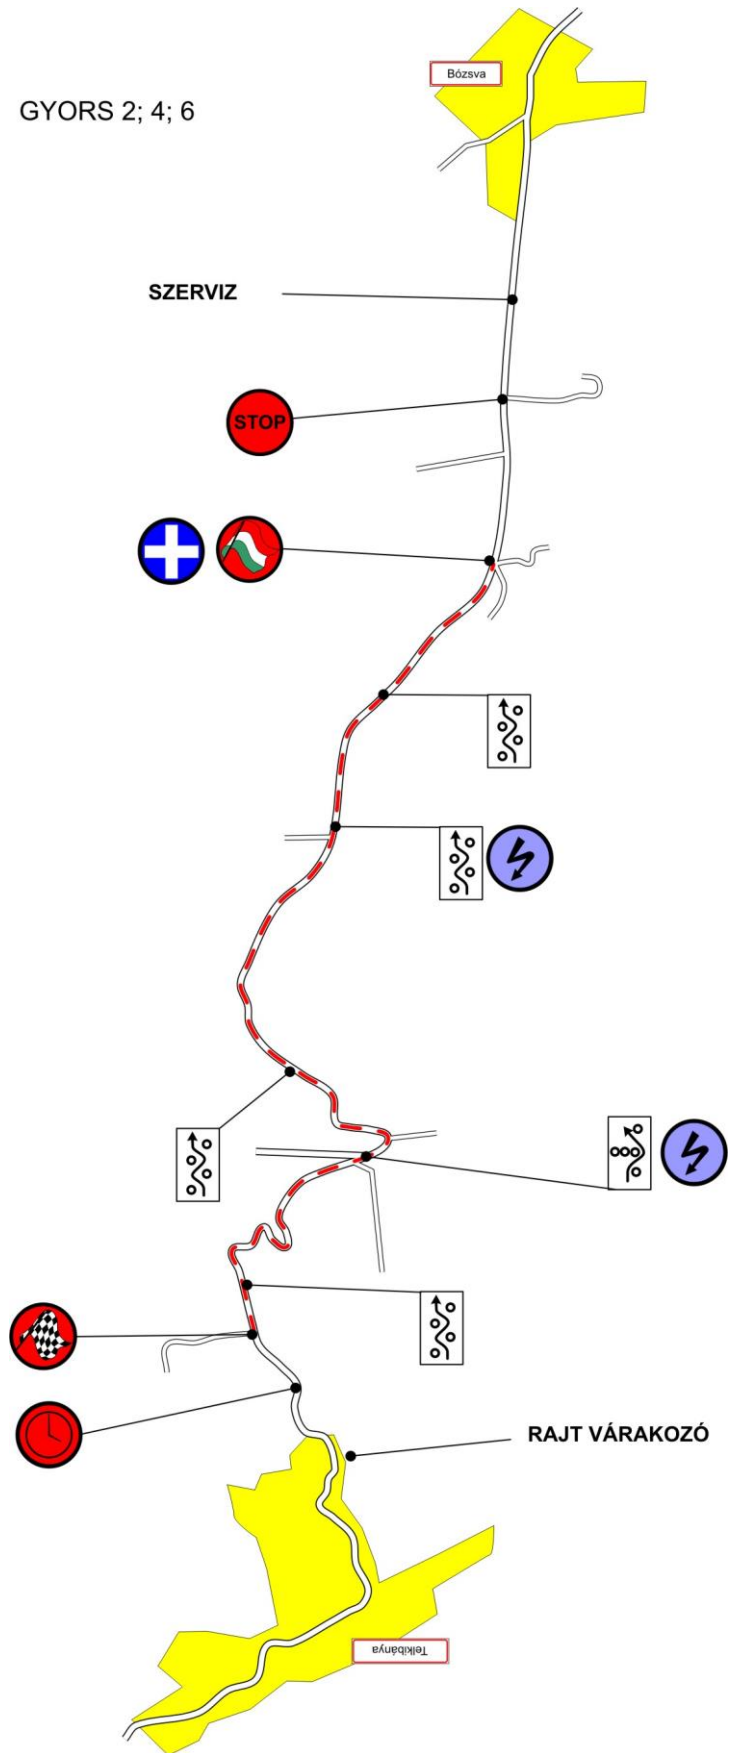 Bózsva
GYORS 2; 4; 6
SZERVIZ
STOP
RAJT VÁRAKOZÓ
Telkibánya